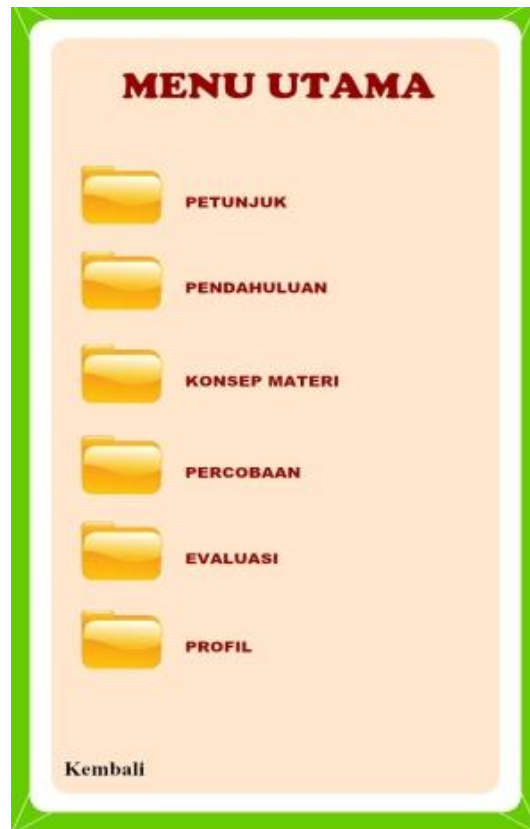 MENU UTAMA
PETUNJUK
PENDAHULUAN
KONSEP MATERI
PERCOBAAN
EVALUASI
PROFIL
Kembali